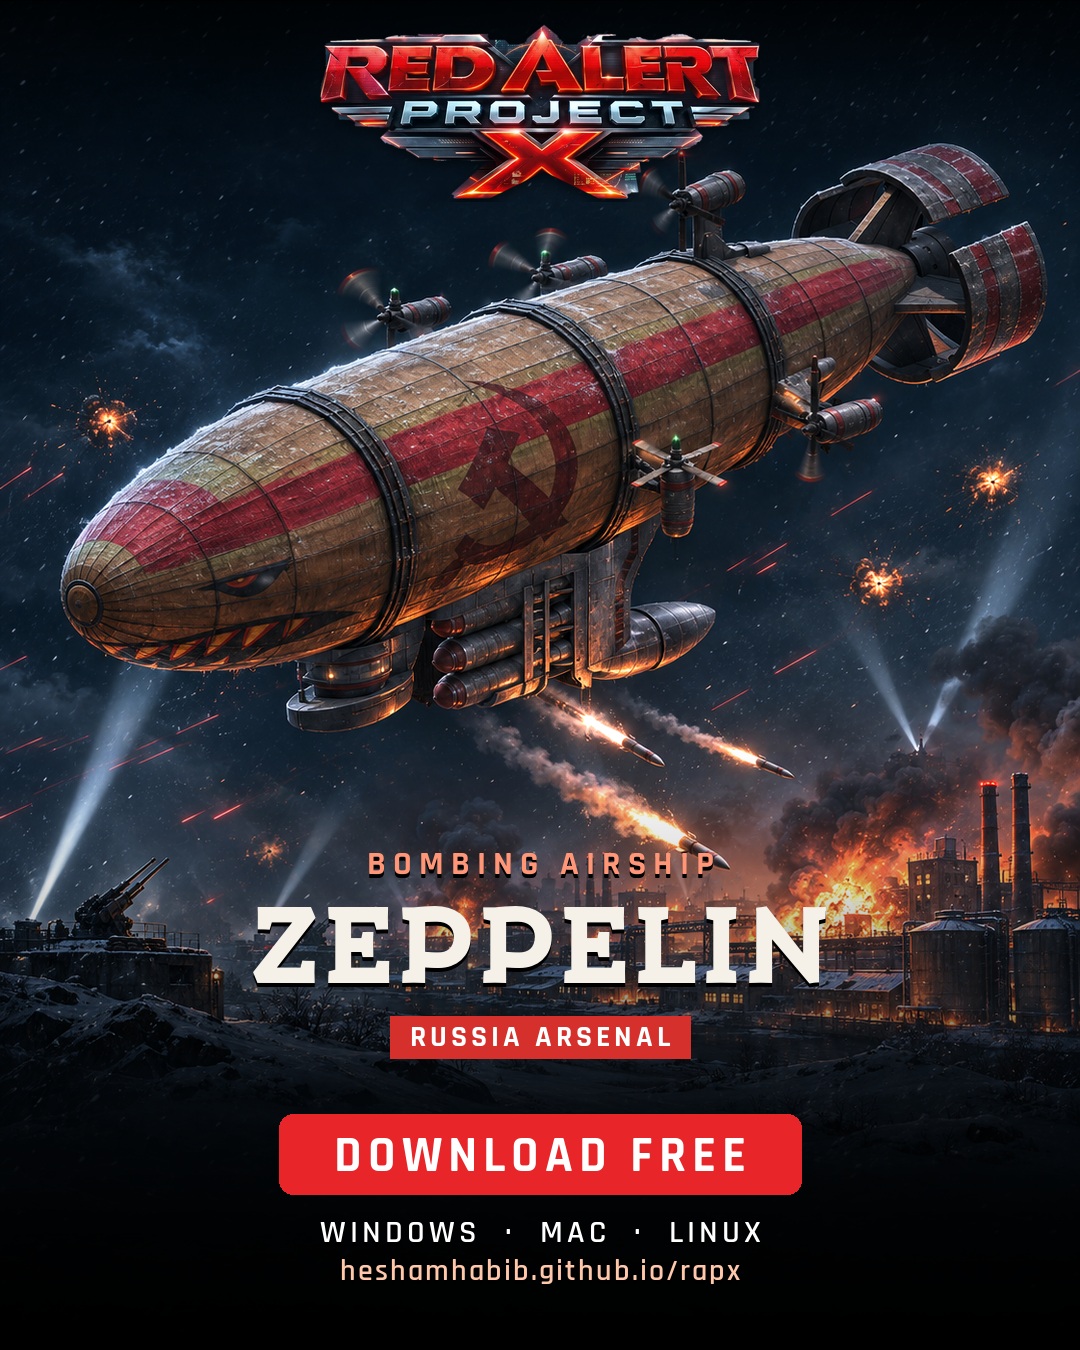 RED ALERT
PROJECT
X
BOMBING AIRSHIP
ZEPPELIN
RUSSIA ARSENAL
DOWNLOAD FREE
WINDOWS · MAC · LINUX
heshamhabib.github.io/rapx